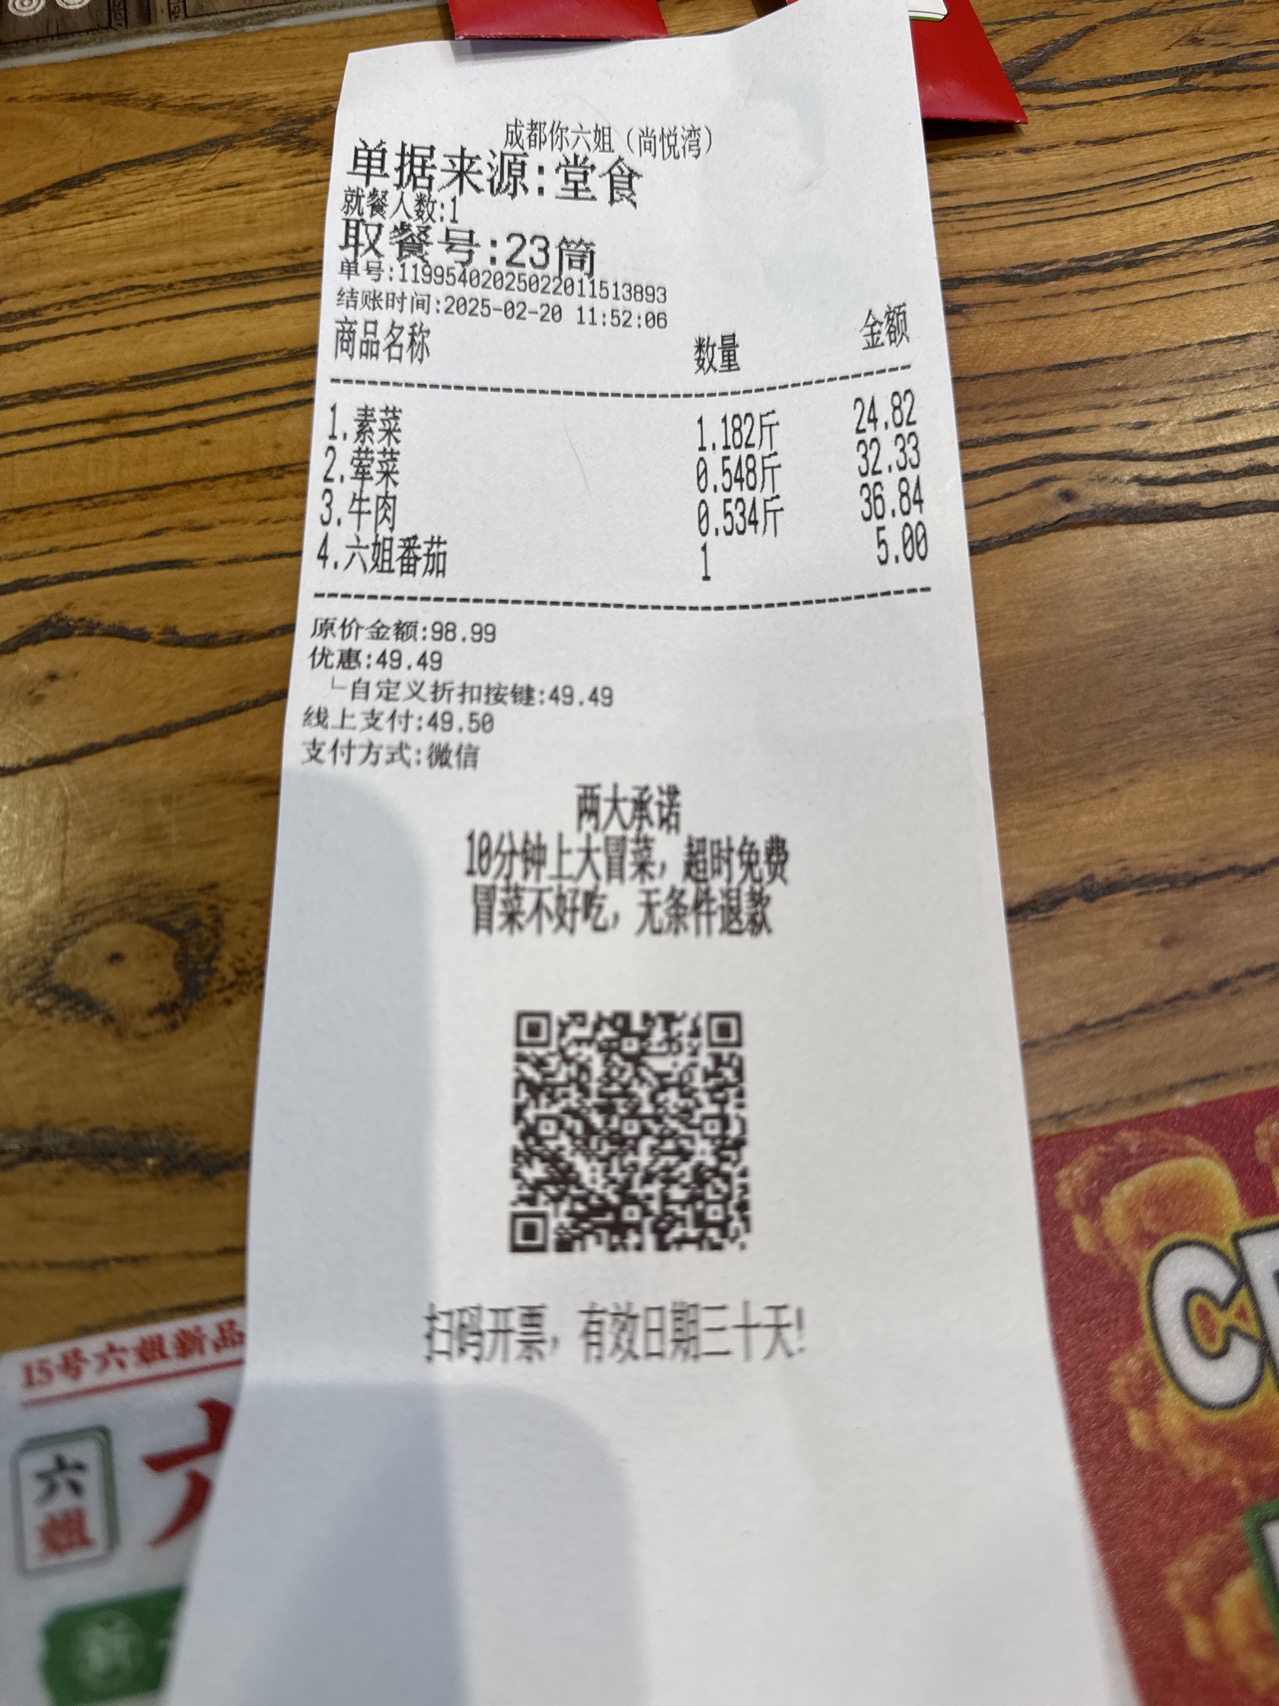 成都你六姐（尚悦湾）
单据来源:堂食
就餐人数:1
取餐号:23筒
单号:11995402025022011513893
结账时间:2025-02-20 11:52:06
商品名称 数量 金额
1.素菜 1.182斤 24.82
2.荤菜 0.548斤 32.33
3.牛肉 0.534斤 36.84
4.六姐番茄 1 5.00
原价金额:98.99
优惠:49.49
└自定义折扣按键:49.49
线上支付:49.50
支付方式:微信
两大承诺
10分钟上大冒菜，超时免费
冒菜不好吃，无条件退款
扫码开票，有效日期三十天!
15号六姐新品
六姐
六
新